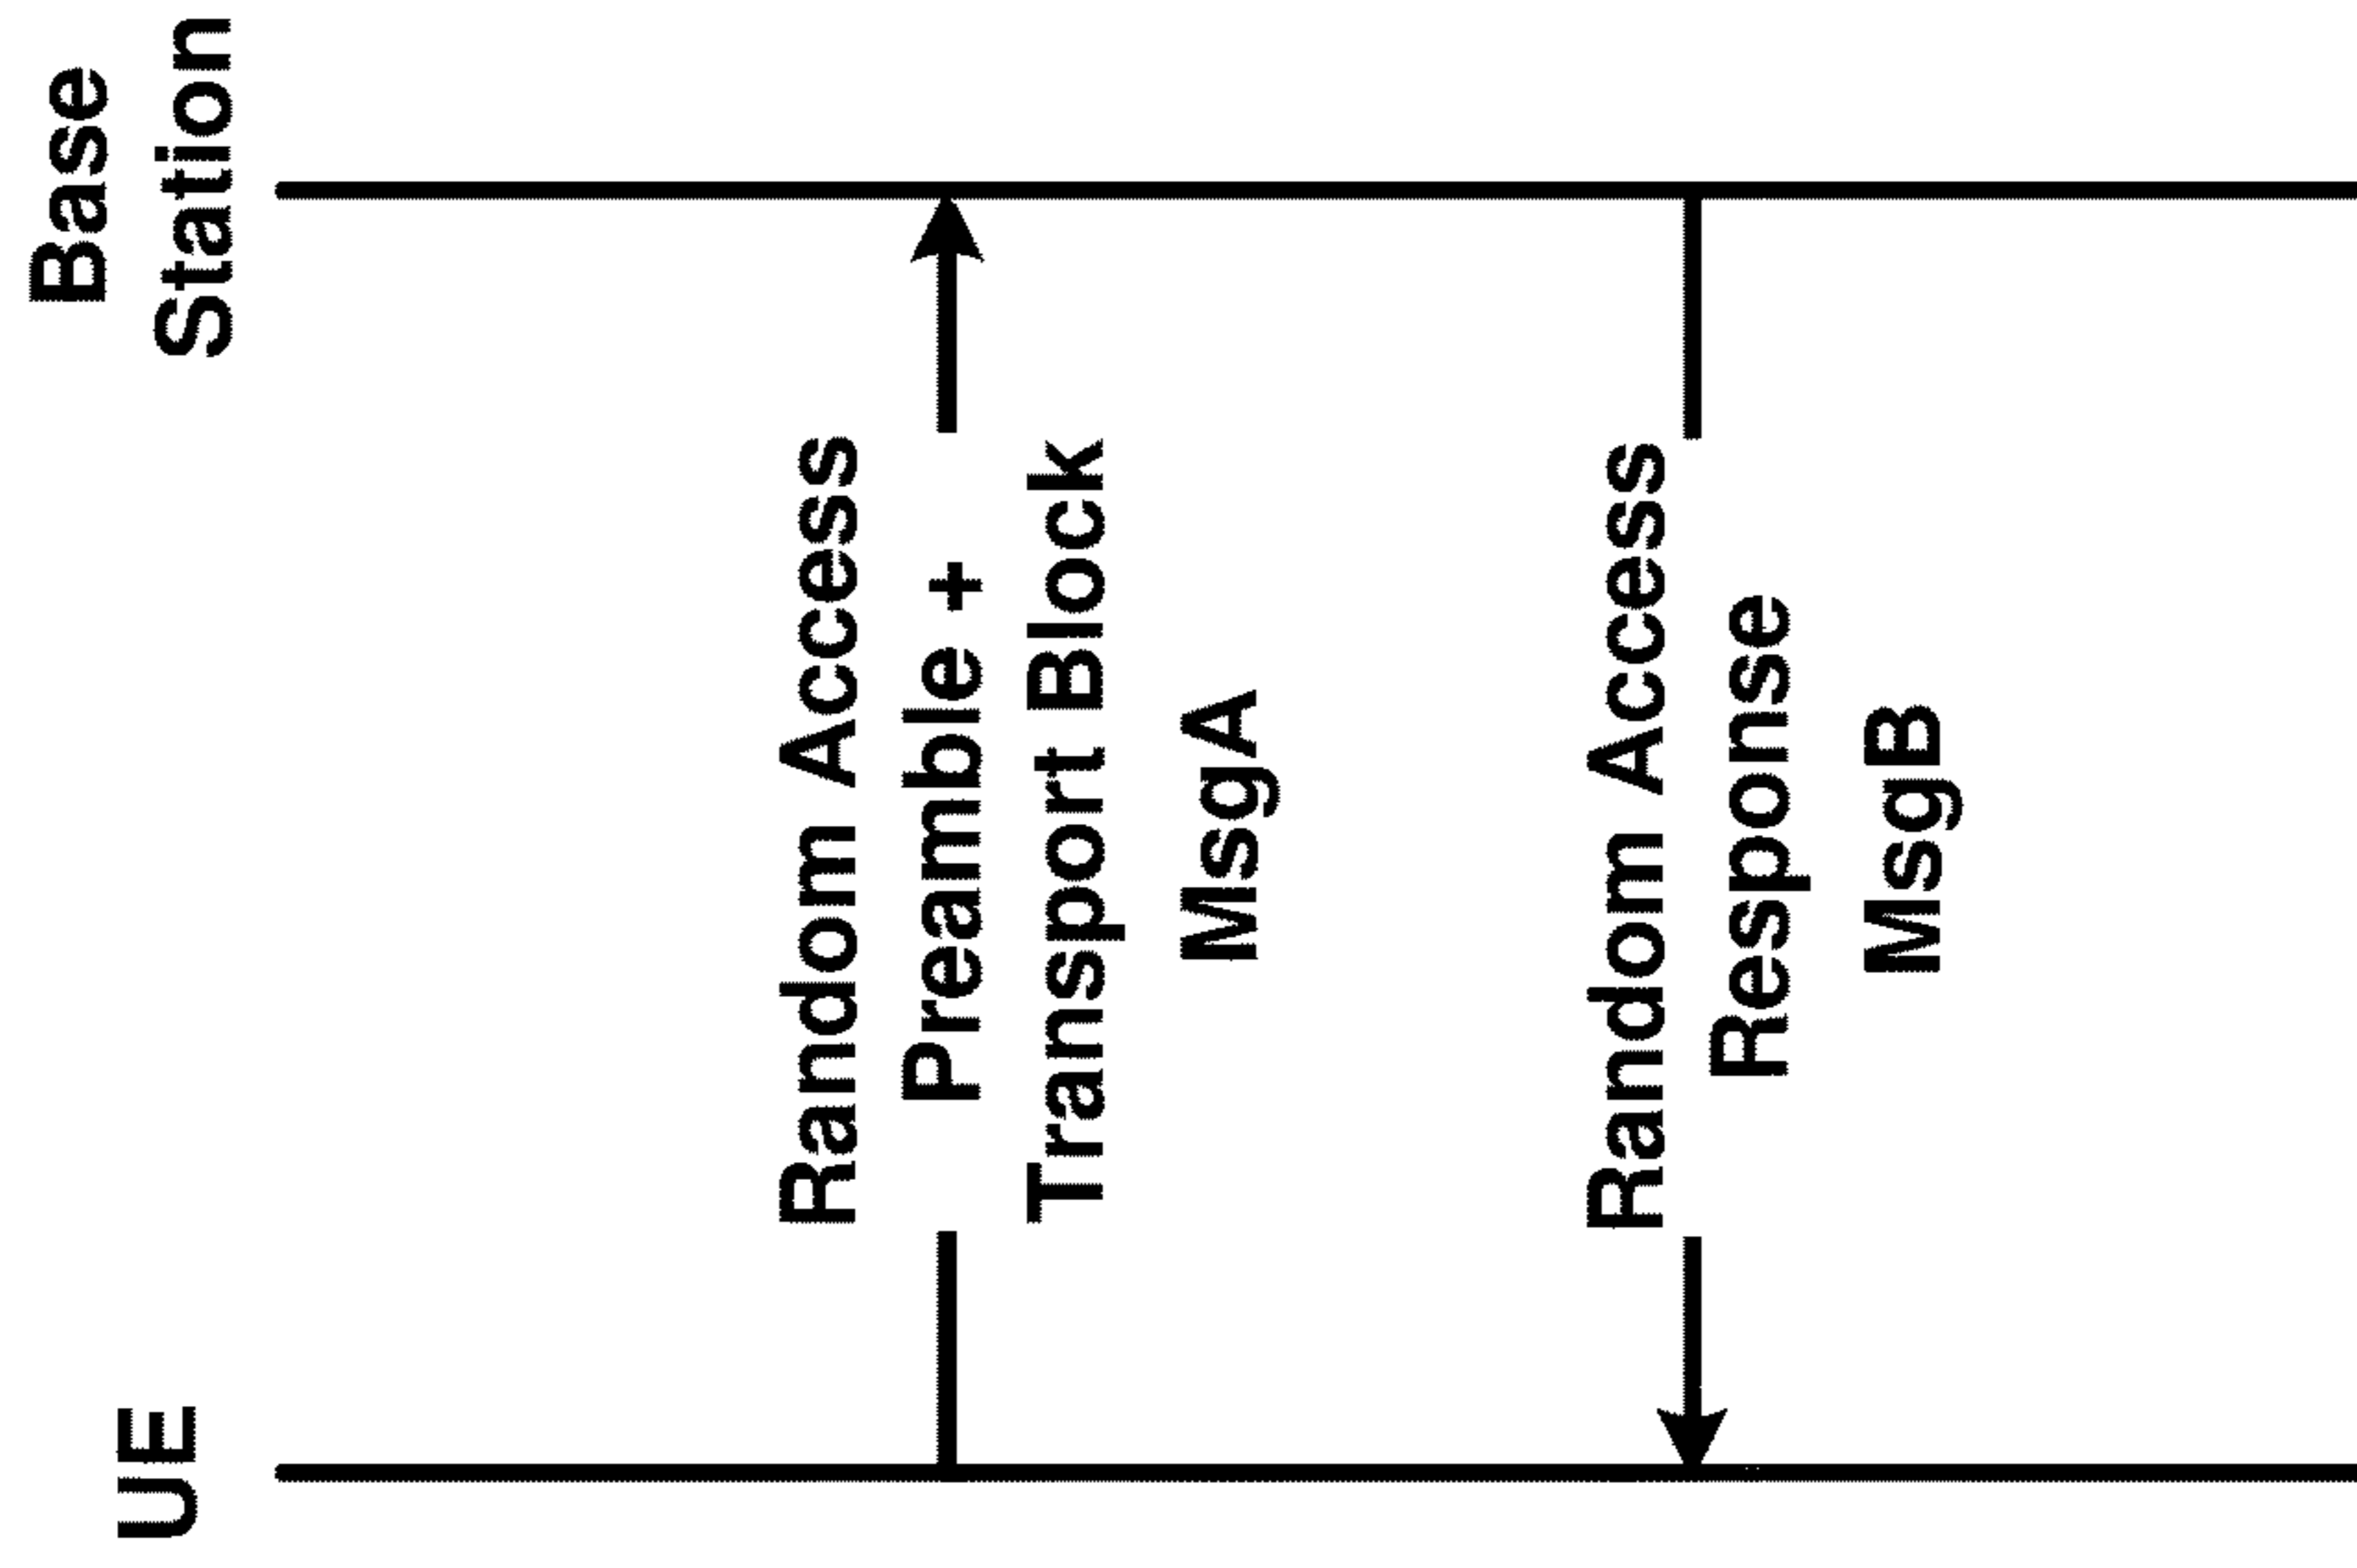 UE
Base
Station
Random Access
Preamble +
Transport Block
MsgA
Random Access
Response
MsgB